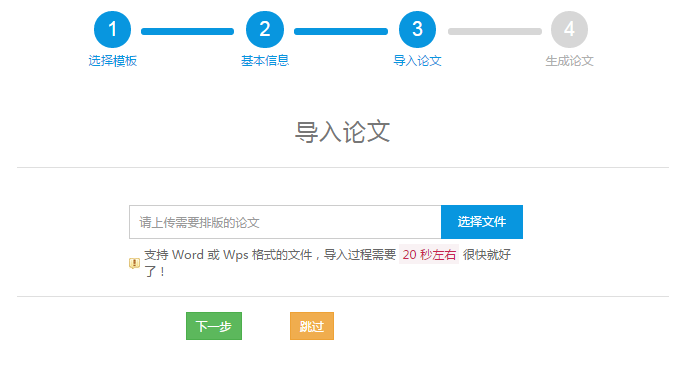 1 2 3 4
选择模板 基本信息 导入论文 生成论文
导入论文
请上传需要排版的论文 选择文件
支持 Word 或 Wps 格式的文件，导入过程需要 20 秒左右 很快就好
了！
下一步 跳过